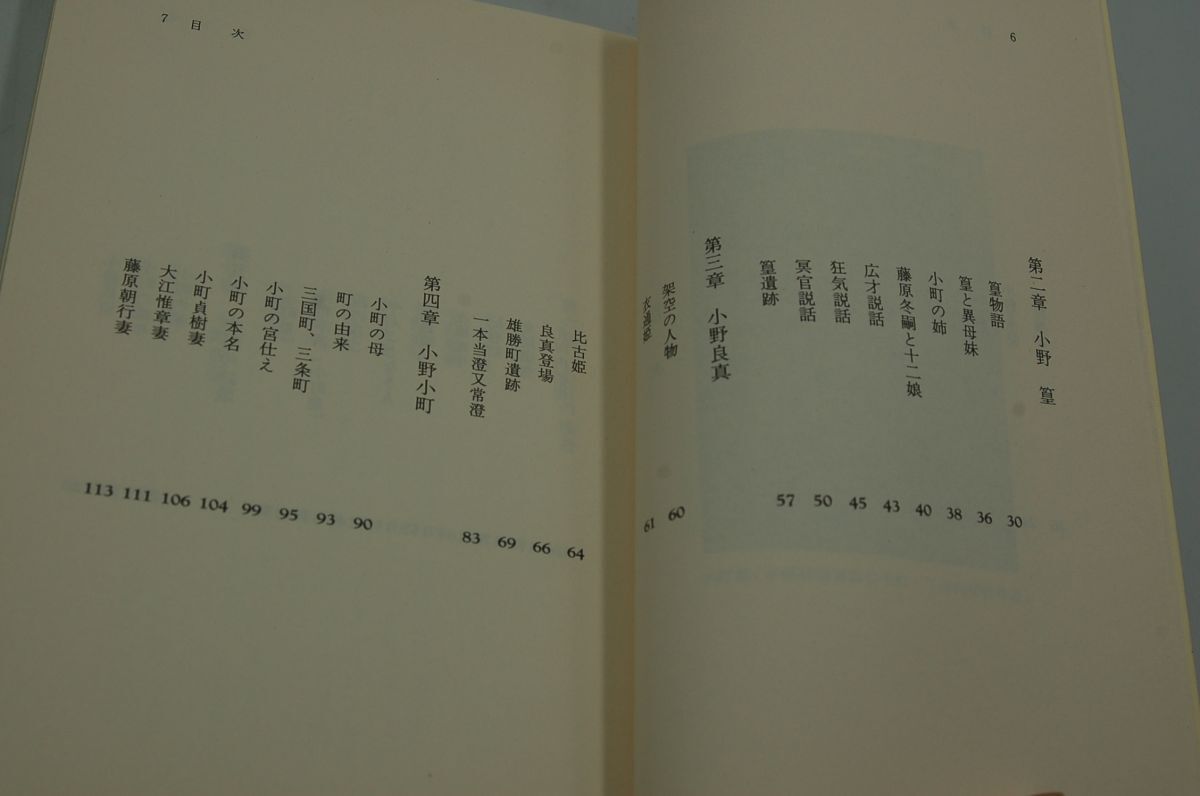 6
第二章　小野　篁
篁物語 30
篁と異母妹 36
小町の姉 38
藤原冬嗣と十二娘 40
広才説話 43
狂気説話 45
冥官説話 50
篁遺跡 57
第三章　小野良真
架空の人物 60
衣通姫 61
7 目次
比古姫 64
良真登場 66
雄勝町遺跡 69
一本当澄又常澄 83
第四章　小野小町
小町の母 90
町の由来 93
三国町、三条町 95
小町の宮仕え 99
小町の本名 104
小町貞樹妻 106
大江惟章妻 111
藤原朝行妻 113